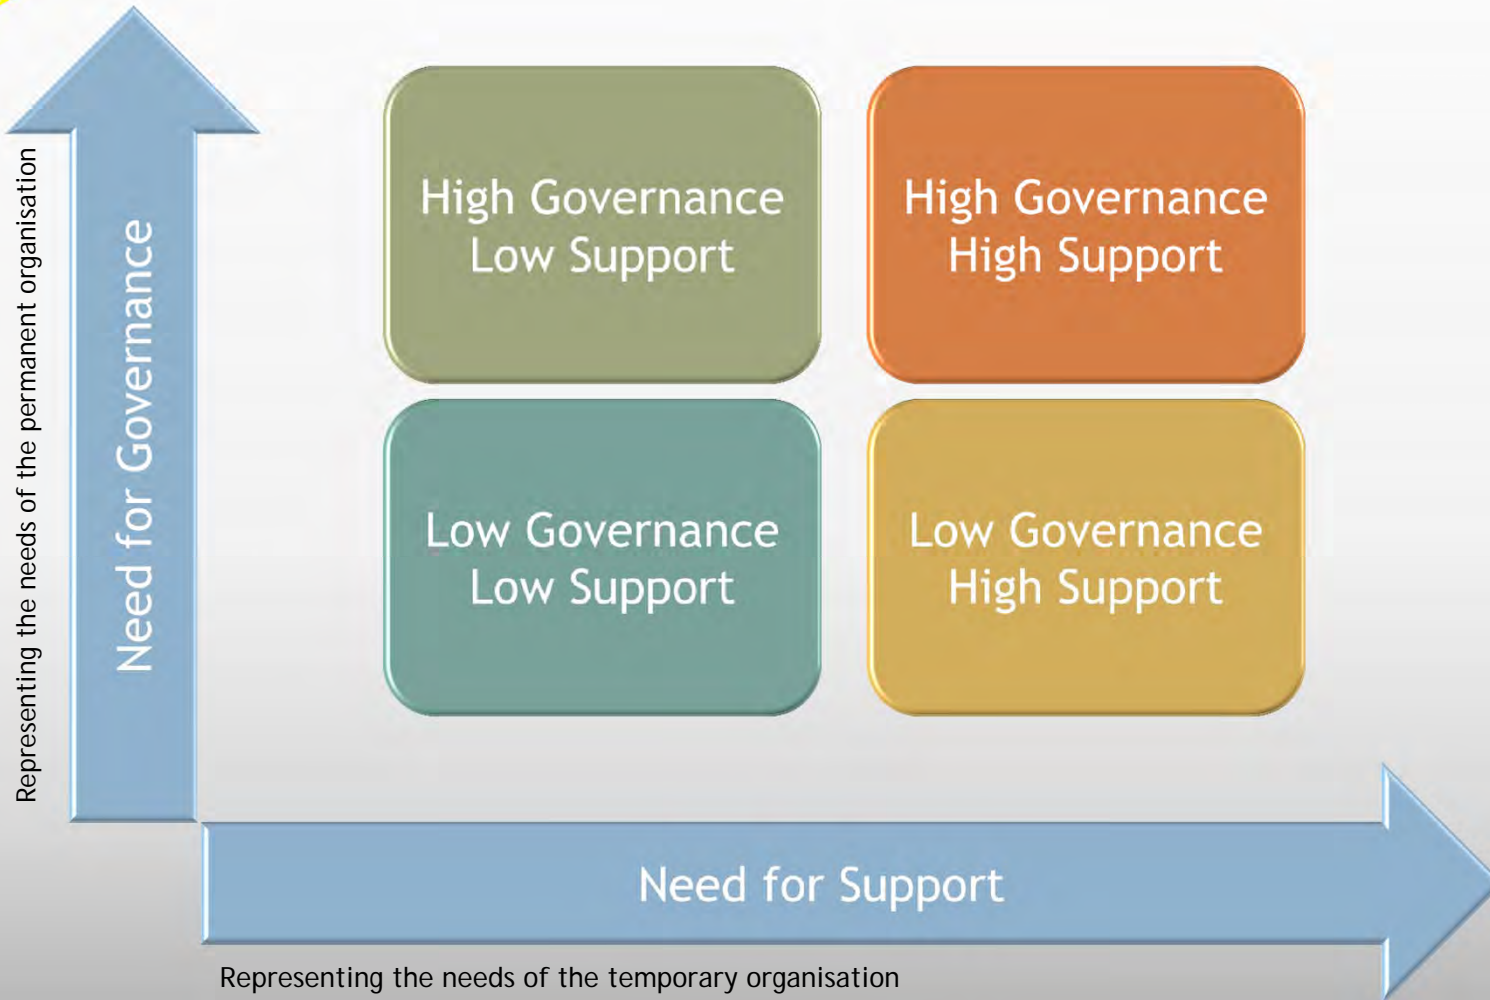 Representing the needs of the permanent organisation
Need for Governance
High Governance
Low Support
High Governance
High Support
Low Governance
Low Support
Low Governance
High Support
Need for Support
Representing the needs of the temporary organisation